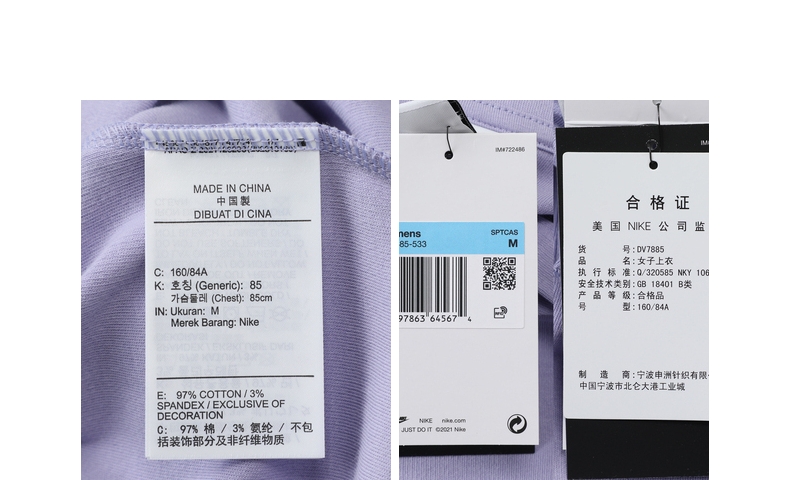 MADE IN CHINA
中国製
DIBUAT DI CINA
C: 160/84A
K: 호칭 (Generic): 85
가슴둘레 (Chest): 85cm
IN: Ukuran: M
Merek Barang: Nike
E: 97% COTTON / 3%
SPANDEX / EXCLUSIVE OF
DECORATION
C: 97% 棉 / 3% 氨纶 / 不包
括装饰部分及非纤维物质
IM#722486
mens
SPTCAS
85-533
M
97863 64567 4
NIKE nike.com
JUST DO IT ©2021 Nike
IM
合格证
美国 NIKE 公司监
货 号:DV7885
品 名:女子上衣
执行标准:Q/320585 NKY 106
安全技术类别:GB 18401 B类
产品等级:合格品
号 型:160/84A
制造商:宁波申洲针织有限
中国宁波市北仑大港工业城